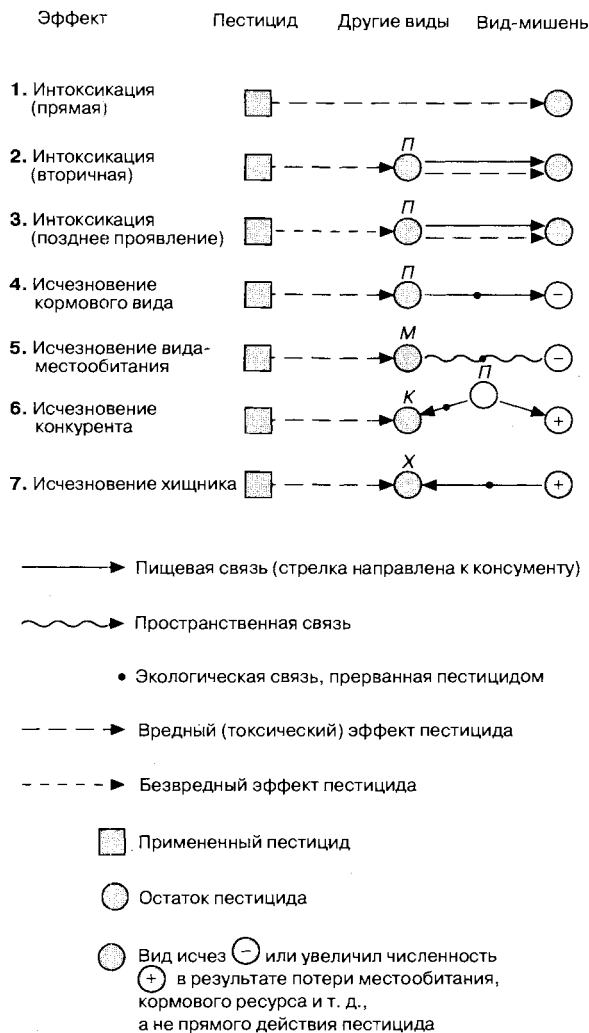 Эффект Пестицид Другие виды Вид-мишень
1. Интоксикация
(прямая)
П
2. Интоксикация
(вторичная)
П
3. Интоксикация
(позднее проявление)
П
4. Исчезновение
кормового вида
М
5. Исчезновение вида-
местообитания
П
К
6. Исчезновение
конкурента
Х
7. Исчезновение хищника
Пищевая связь (стрелка направлена к консументу)
Пространственная связь
Экологическая связь, прерванная пестицидом
Вредный (токсический) эффект пестицида
Безвредный эффект пестицида
Примененный пестицид
Остаток пестицида
Вид исчез − или увеличил численность
+ в результате потери местообитания,
кормового ресурса и т. д.,
а не прямого действия пестицида